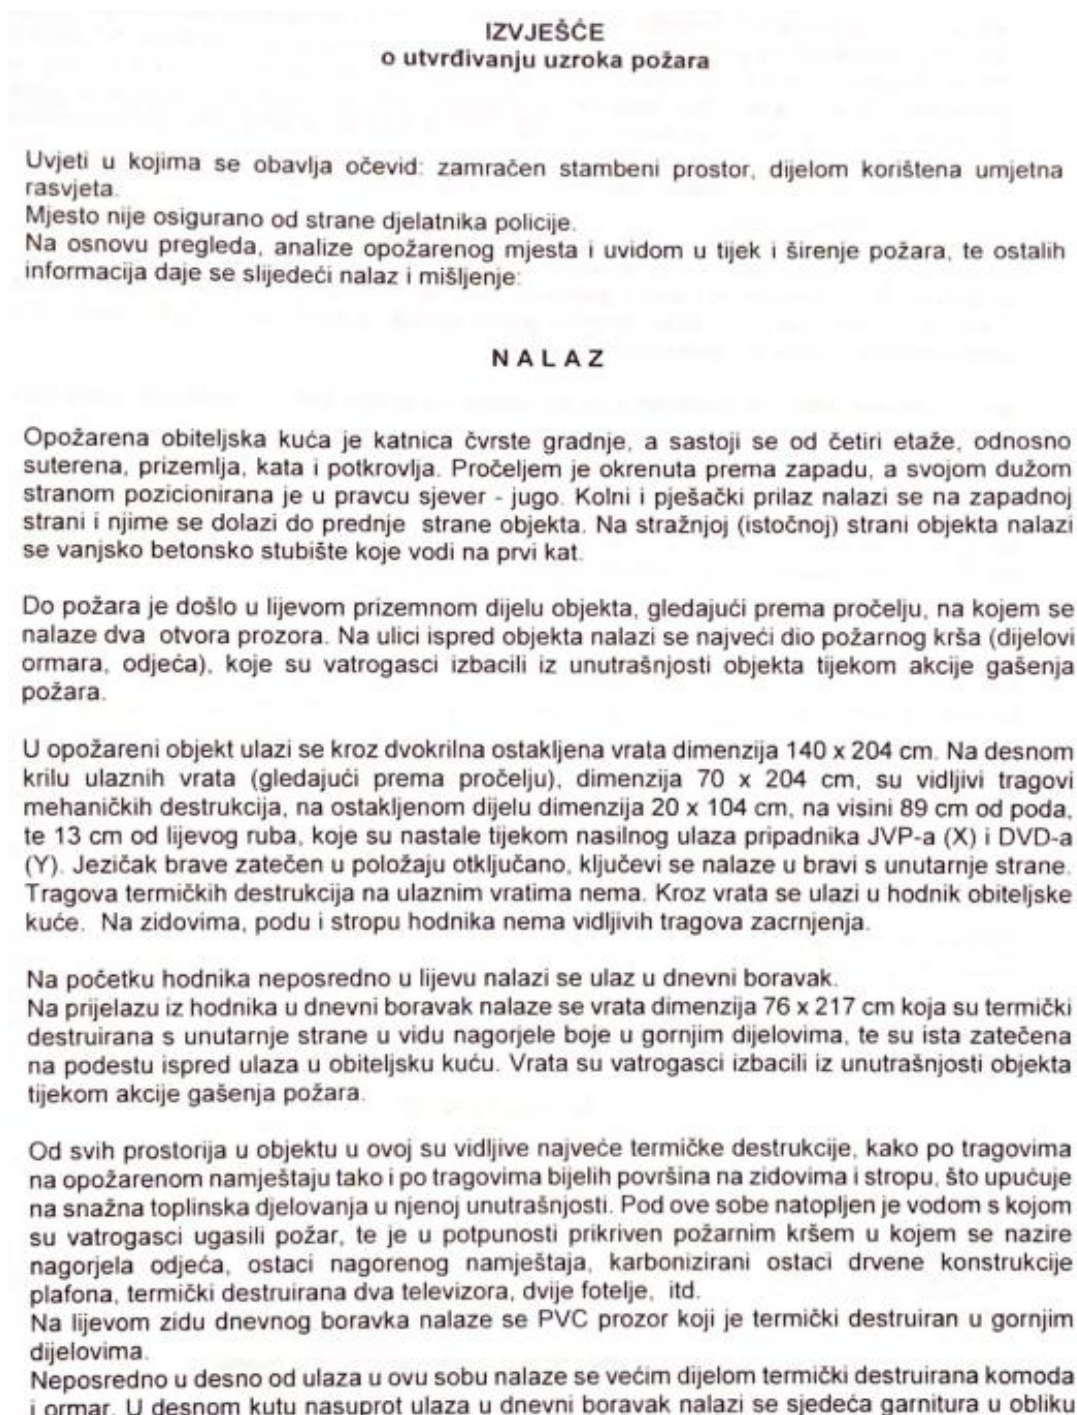 IZVJEŠĆE
o utvrđivanju uzroka požara
Uvjeti u kojima se obavlja očevid: zamračen stambeni prostor, dijelom korištena umjetna
rasvjeta.
Mjesto nije osigurano od strane djelatnika policije.
Na osnovu pregleda, analize opožarenog mjesta i uvidom u tijek i širenje požara, te ostalih
informacija daje se slijedeći nalaz i mišljenje:
N A L A Z
Opožarena obiteljska kuća je katnica čvrste gradnje, a sastoji se od četiri etaže, odnosno
suterena, prizemlja, kata i potkrovlja. Pročeljem je okrenuta prema zapadu, a svojom dužom
stranom pozicionirana je u pravcu sjever - jugo. Kolni i pješački prilaz nalazi se na zapadnoj
strani i njime se dolazi do prednje strane objekta. Na stražnjoj (istočnoj) strani objekta nalazi
se vanjsko betonsko stubište koje vodi na prvi kat.
Do požara je došlo u lijevom prizemnom dijelu objekta, gledajući prema pročelju, na kojem se
nalaze dva otvora prozora. Na ulici ispred objekta nalazi se najveći dio požarnog krša (dijelovi
ormara, odjeća), koje su vatrogasci izbacili iz unutrašnjosti objekta tijekom akcije gašenja
požara.
U opožareni objekt ulazi se kroz dvokrilna ostakljena vrata dimenzija 140 x 204 cm. Na desnom
krilu ulaznih vrata (gledajući prema pročelju), dimenzija 70 x 204 cm, su vidljivi tragovi
mehaničkih destrukcija, na ostakljenom dijelu dimenzija 20 x 104 cm, na visini 89 cm od poda,
te 13 cm od lijevog ruba, koje su nastale tijekom nasilnog ulaza pripadnika JVP-a (X) i DVD-a
(Y). Jezičak brave zatečen u položaju otključano, ključevi se nalaze u bravi s unutarnje strane.
Tragova termičkih destrukcija na ulaznim vratima nema. Kroz vrata se ulazi u hodnik obiteljske
kuće. Na zidovima, podu i stropu hodnika nema vidljivih tragova zacrnjenja.
Na početku hodnika neposredno u lijevu nalazi se ulaz u dnevni boravak.
Na prijelazu iz hodnika u dnevni boravak nalaze se vrata dimenzija 76 x 217 cm koja su termički
destruirana s unutarnje strane u vidu nagorjele boje u gornjim dijelovima, te su ista zatečena
na podestu ispred ulaza u obiteljsku kuću. Vrata su vatrogasci izbacili iz unutrašnjosti objekta
tijekom akcije gašenja požara.
Od svih prostorija u objektu u ovoj su vidljive najveće termičke destrukcije, kako po tragovima
na opožarenom namještaju tako i po tragovima bijelih površina na zidovima i stropu, što upućuje
na snažna toplinska djelovanja u njenoj unutrašnjosti. Pod ove sobe natopljen je vodom s kojom
su vatrogasci ugasili požar, te je u potpunosti prikriven požarnim kršem u kojem se nazire
nagorjela odjeća, ostaci nagorenog namještaja, karbonizirani ostaci drvene konstrukcije
plafona, termički destruirana dva televizora, dvije fotelje, itd.
Na lijevom zidu dnevnog boravka nalaze se PVC prozor koji je termički destruiran u gornjim
dijelovima.
Neposredno u desno od ulaza u ovu sobu nalaze se većim dijelom termički destruirana komoda
i ormar. U desnom kutu nasuprot ulaza u dnevni boravak nalazi se sjedeća garnitura u obliku